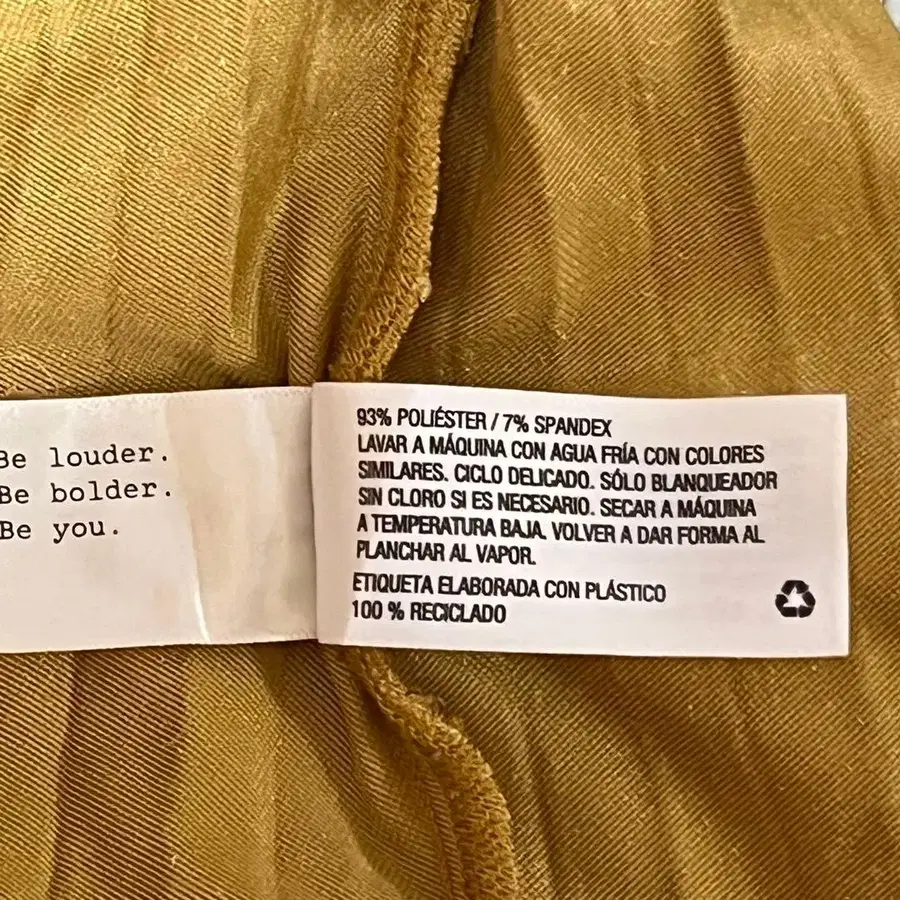 Be louder.
Be bolder.
Be you.
93% POLIÉSTER / 7% SPANDEX
LAVAR A MÁQUINA CON AGUA FRÍA CON COLORES
SIMILARES. CICLO DELICADO. SÓLO BLANQUEADOR
SIN CLORO SI ES NECESARIO. SECAR A MÁQUINA
A TEMPERATURA BAJA. VOLVER A DAR FORMA AL
PLANCHAR AL VAPOR.
ETIQUETA ELABORADA CON PLÁSTICO
100 % RECICLADO